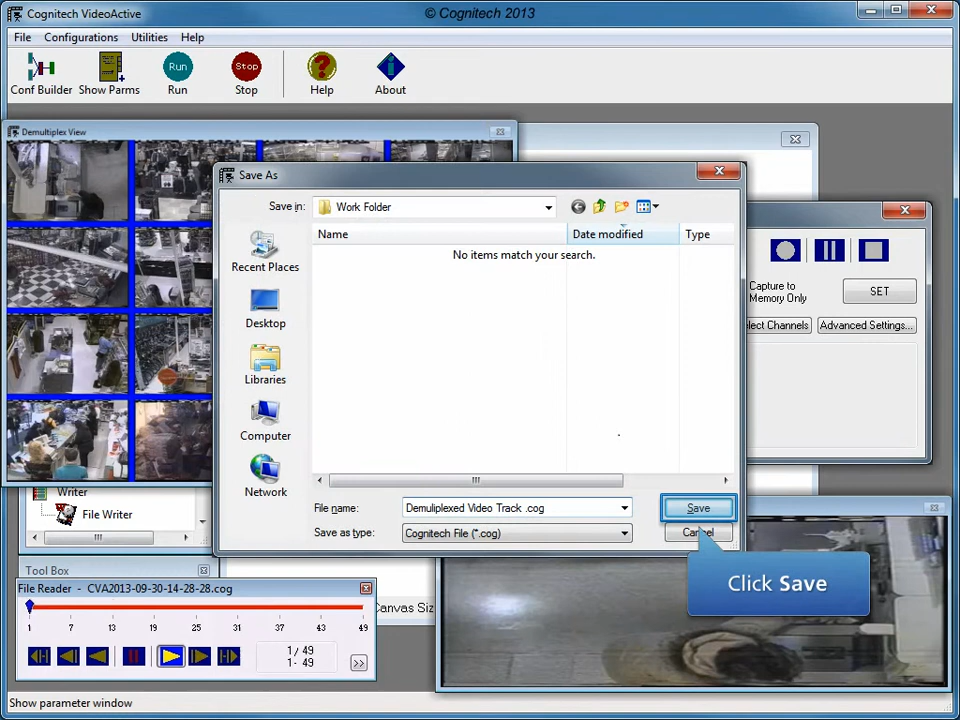 Cognitech VideoActive
© Cognitech 2013
File Configurations Utilities Help
Run
Stop
?
i
Conf Builder Show Parms Run Stop Help About
Demultiplex View
Save As
Save in: Work Folder
Name Date modified Type
No items match your search.
Recent Places
Desktop
Libraries
Computer
Network
File name: Demuliplexed Video Track .cog Save
Save as type: Cognitech File (*.cog) Cancel
Click Save
Capture to
Memory Only
SET
lect Channels Advanced Settings...
Writer
File Writer
Tool Box
File Reader - CVA2013-09-30-14-28-28.cog
1 7 13 19 25 31 37 43 49
1/ 49
1- 49
>>
Canvas Siz
Show parameter window